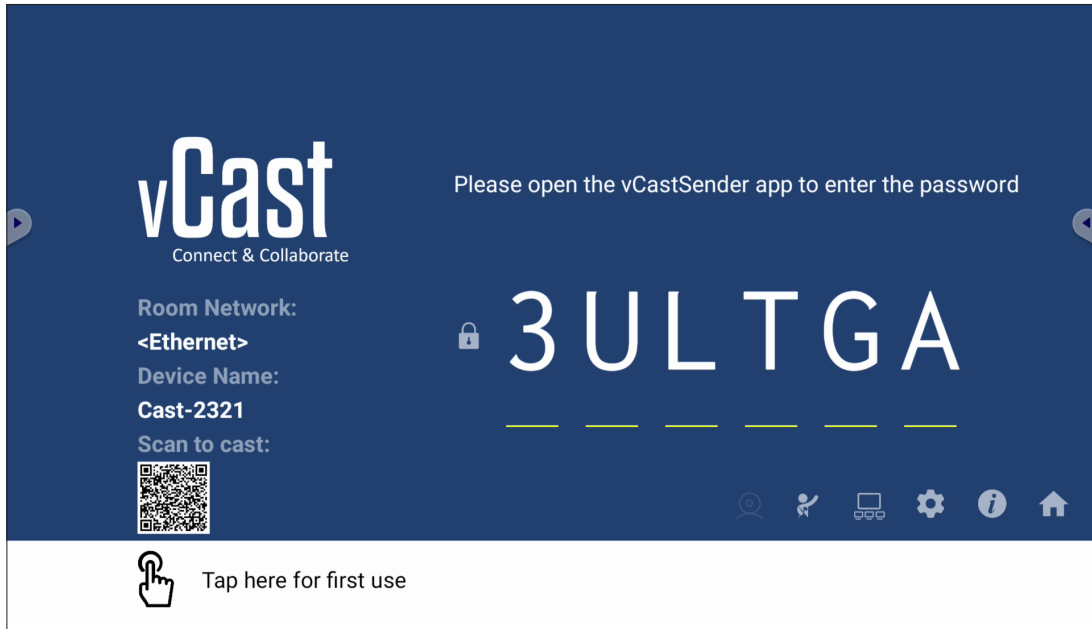 vCast
Connect & Collaborate
Room Network:
<Ethernet>
Device Name:
Cast-2321
Scan to cast:
Please open the vCastSender app to enter the password
3ULTGA
Tap here for first use